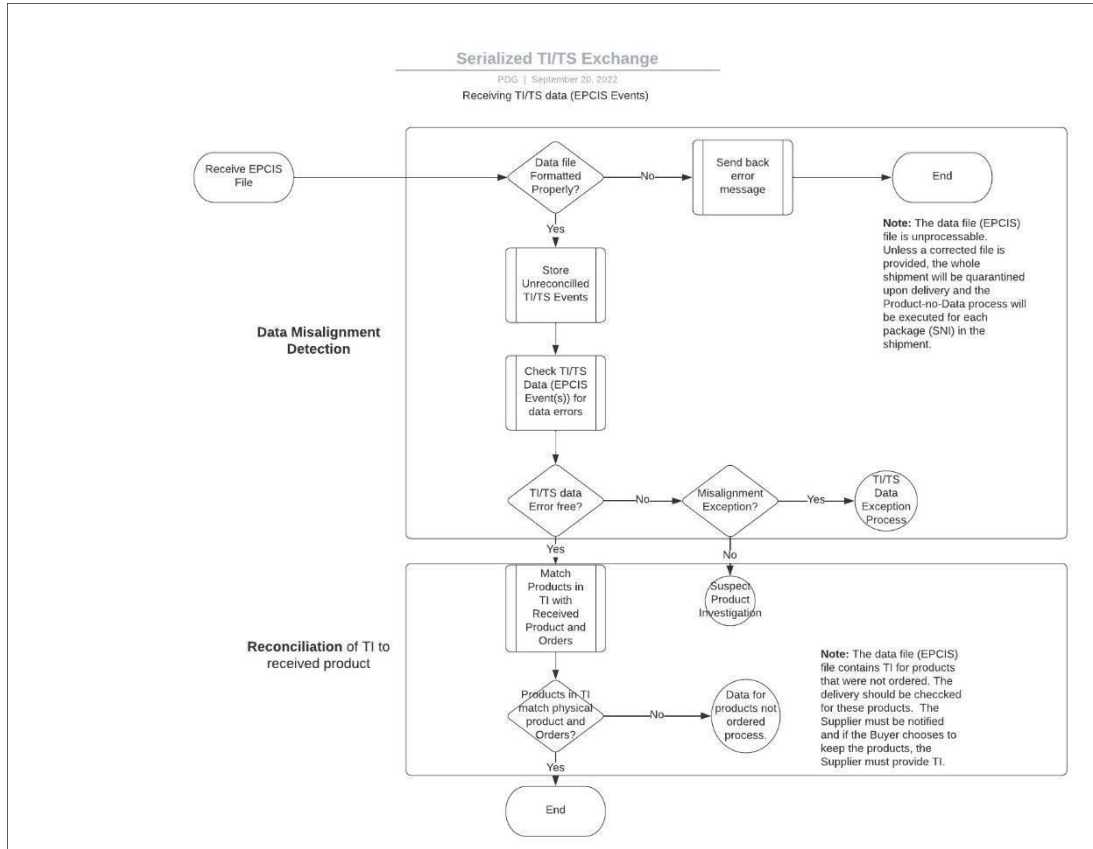 Serialized TI/TS Exchange
PDG | September 20, 2022
Receiving TI/TS data (EPCIS Events)
Receive EPCIS
File
Data file
Formatted
Properly?
No
Send back
error
message
End
Yes
Note: The data file (EPCIS)
file is unprocessable.
Unless a corrected file is
provided, the whole
shipment will be quarantined
upon delivery and the
Product-no-Data process will
be executed for each
package (SNI) in the
shipment.
Store
Unreconcilled
TI/TS Events
Data Misalignment
Detection
Check TI/TS
Data (EPCIS
Event(s)) for
data errors
TI/TS data
Error free?
No
Misalignment
Exception?
Yes
TI/TS
Data
Exception
Process
Yes
No
Match
Products in
TI with
Received
Product and
Orders
Suspect
Product
Investigation
Reconciliation of TI to
received product
Products in TI
match physical
product and
Orders?
No
Data for
products not
ordered
process.
Note: The data file (EPCIS)
file contains TI for products
that were not ordered. The
delivery should be checcked
for these products. The
Supplier must be notified
and if the Buyer chooses to
keep the products, the
Supplier must provide TI.
Yes
End